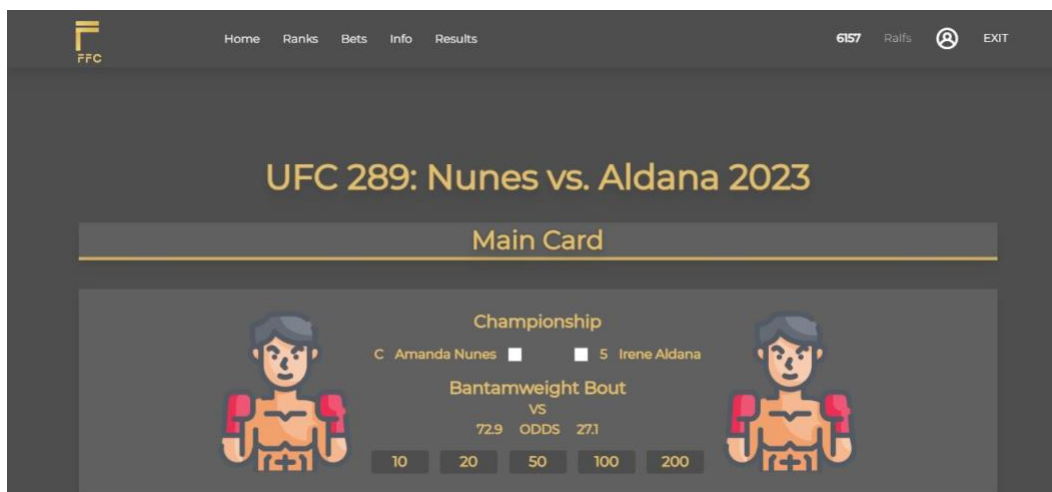 FFC
Home Ranks Bets Info Results 6157 Ralfs EXIT
UFC 289: Nunes vs. Aldana 2023
Main Card
Championship
C Amanda Nunes 5 Irene Aldana
Bantamweight Bout
VS
72.9 ODDS 27.1
10 20 50 100 200